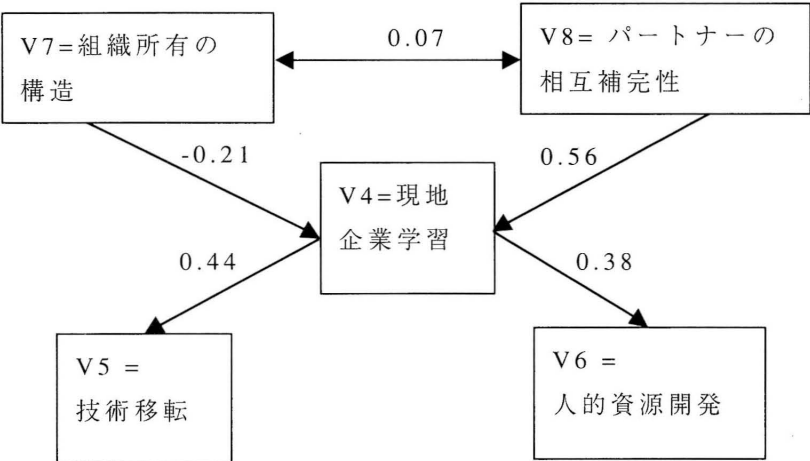 V7=組織所有の
構造
0.07
V8= パートナーの
相互補完性
-0.21
0.56
V4=現地
企業学習
0.44
0.38
V5 =
技術移転
V6 =
人的資源開発